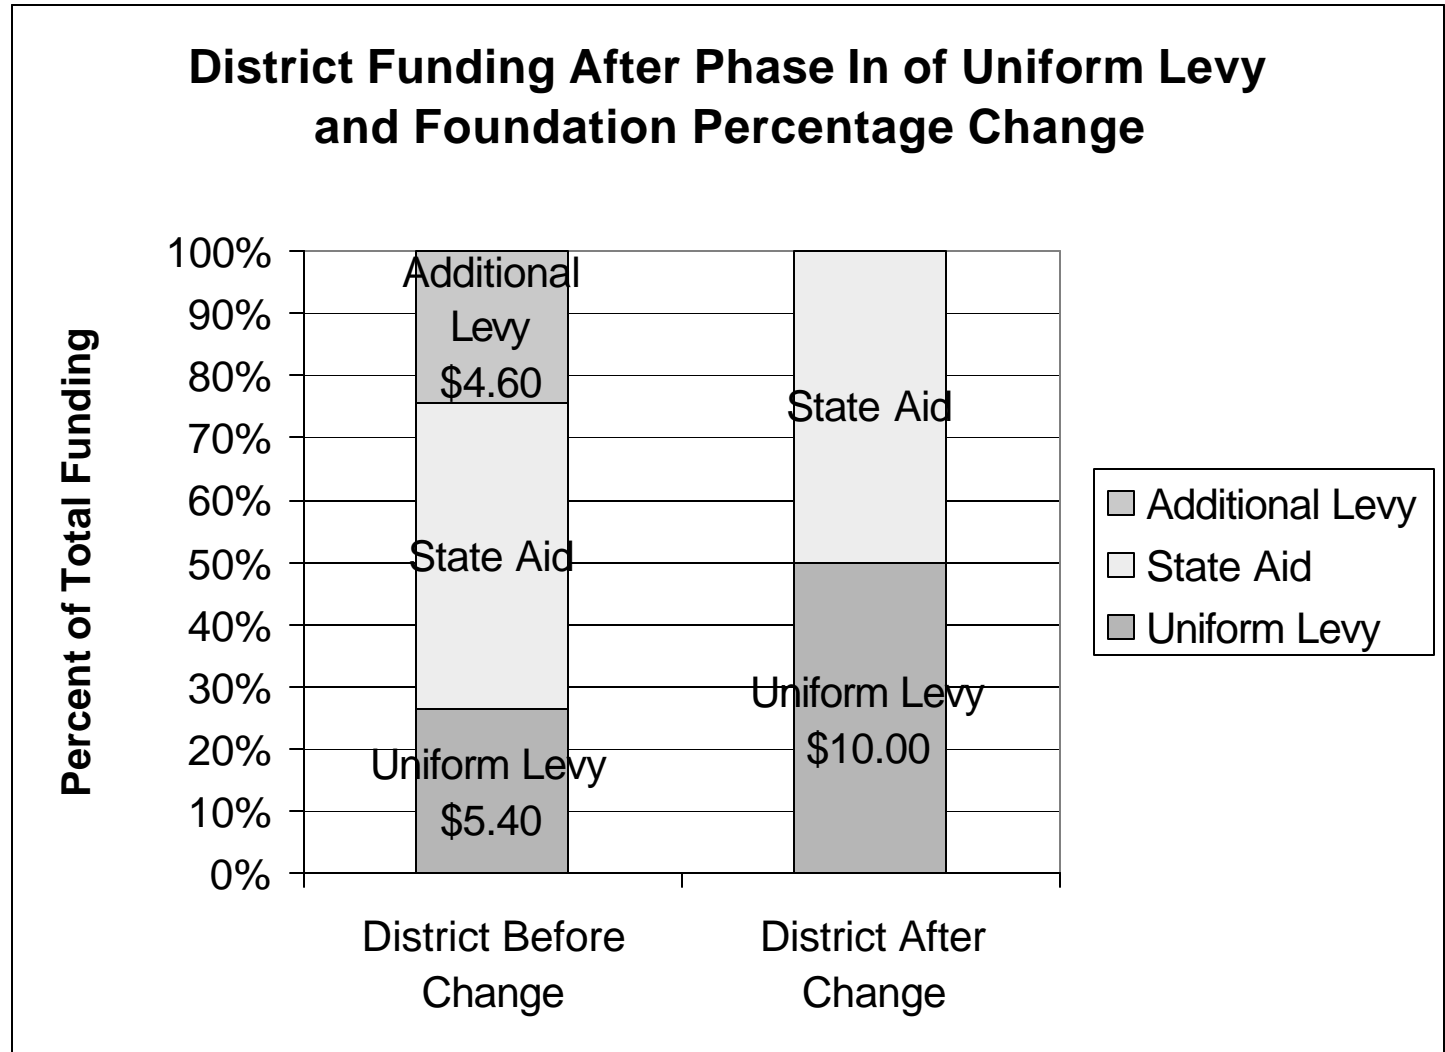 District Funding After Phase In of Uniform Levy
and Foundation Percentage Change
Percent of Total Funding
100%
90%
80%
70%
60%
50%
40%
30%
20%
10%
0%
Additional
Levy
$4.60
State Aid
Uniform Levy
$5.40
State Aid
Uniform Levy
$10.00
District Before
Change
District After
Change
Additional Levy
State Aid
Uniform Levy